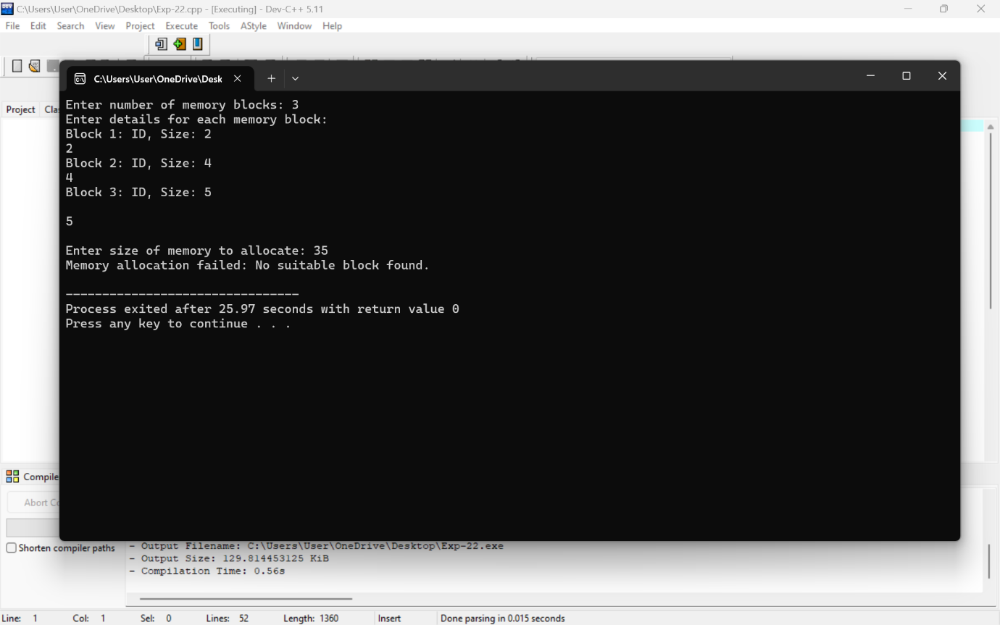 C:\Users\User\OneDrive\Desktop\Exp-22.cpp - [Executing] - Dev-C++ 5.11
File Edit Search View Project Execute Tools AStyle Window Help
C:\Users\User\OneDrive\Desk
Project
Enter number of memory blocks: 3
Enter details for each memory block:
Block 1: ID, Size: 2
2
Block 2: ID, Size: 4
4
Block 3: ID, Size: 5
5
Enter size of memory to allocate: 35
Memory allocation failed: No suitable block found.
--------------------------------
Process exited after 25.97 seconds with return value 0
Press any key to continue . . .
Compile
Abort
Shorten compiler paths
- Output Filename: C:\Users\User\OneDrive\Desktop\Exp-22.exe
- Output Size: 129.814453125 KiB
- Compilation Time: 0.56s
Line: 1 Col: 1 Sel: 0 Lines: 52 Length: 1360 Insert Done parsing in 0.015 seconds